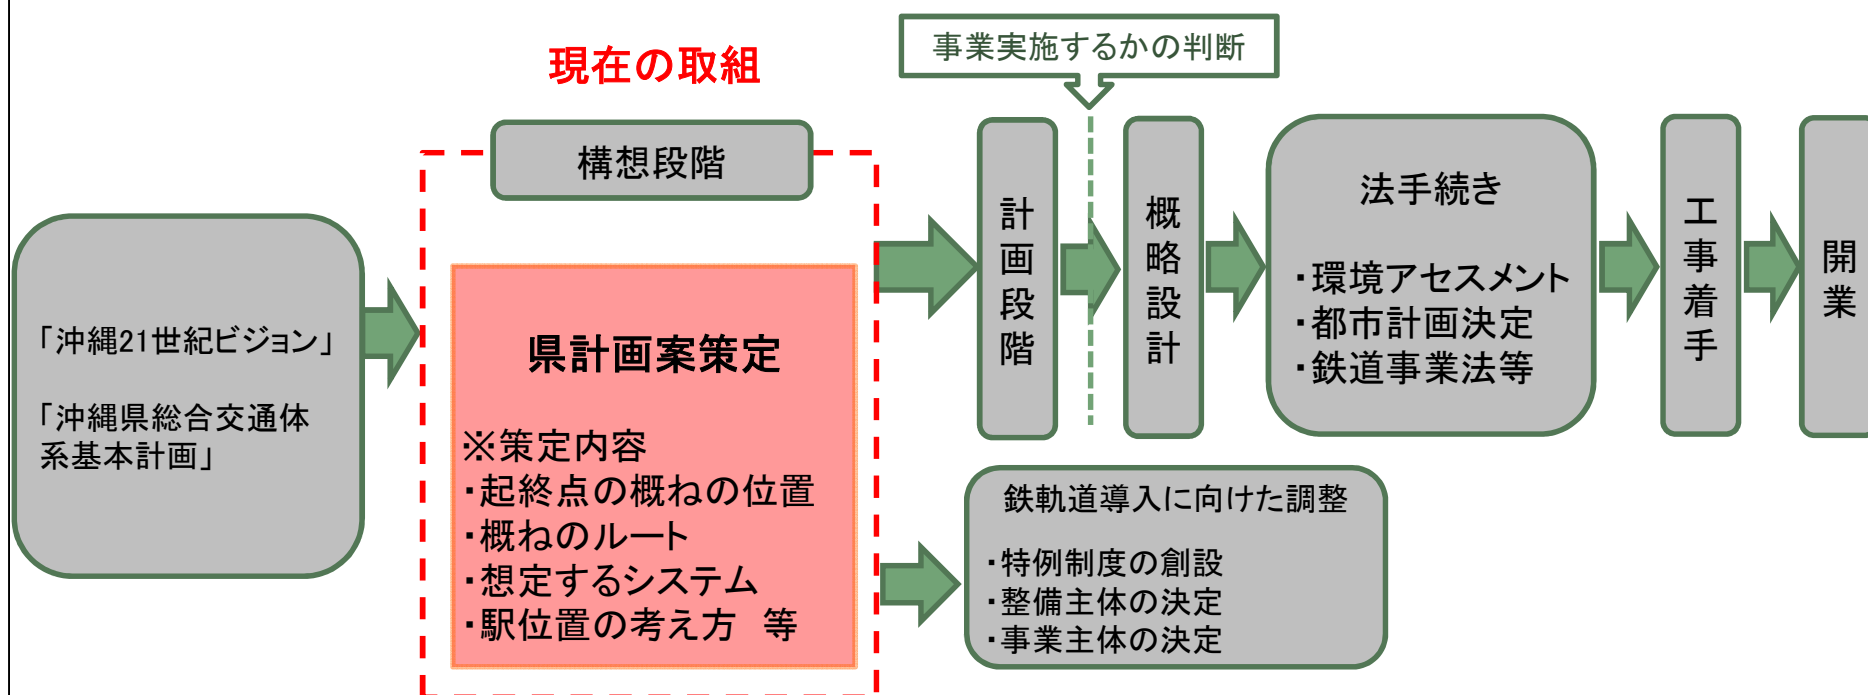 現在の取組
事業実施するかの判断
構想段階
「沖縄21世紀ビジョン」
「沖縄県総合交通体
系基本計画」
県計画案策定
※策定内容
・起終点の概ねの位置
・概ねのルート
・想定するシステム
・駅位置の考え方　等
計画段階
概略設計
法手続き
・環境アセスメント
・都市計画決定
・鉄道事業法等
工事着手
開業
鉄軌道導入に向けた調整
・特例制度の創設
・整備主体の決定
・事業主体の決定